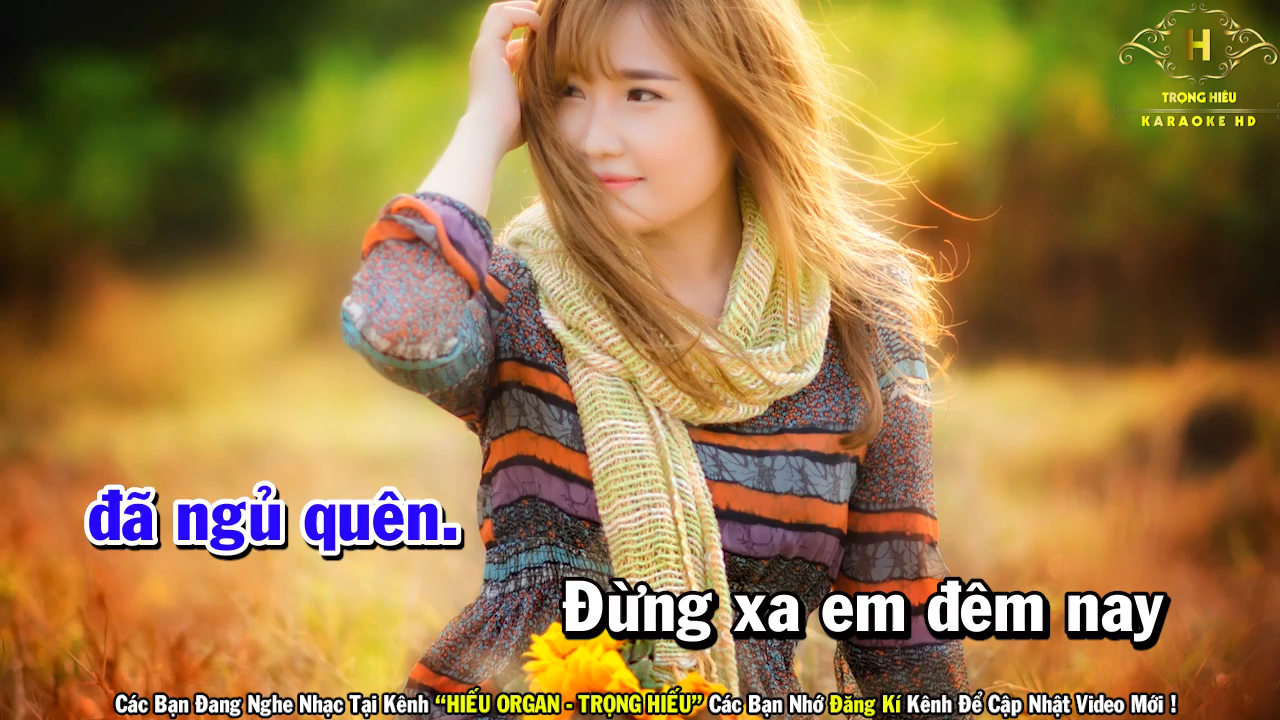 H
TRỌNG HIẾU
KARAOKE HD
đã ngủ quên.
Đừng xa em đêm nay
Các Bạn Đang Nghe Nhạc Tại Kênh “HIẾU ORGAN - TRỌNG HIẾU” Các Bạn Nhớ Đăng Kí Kênh Để Cập Nhật Video Mới !